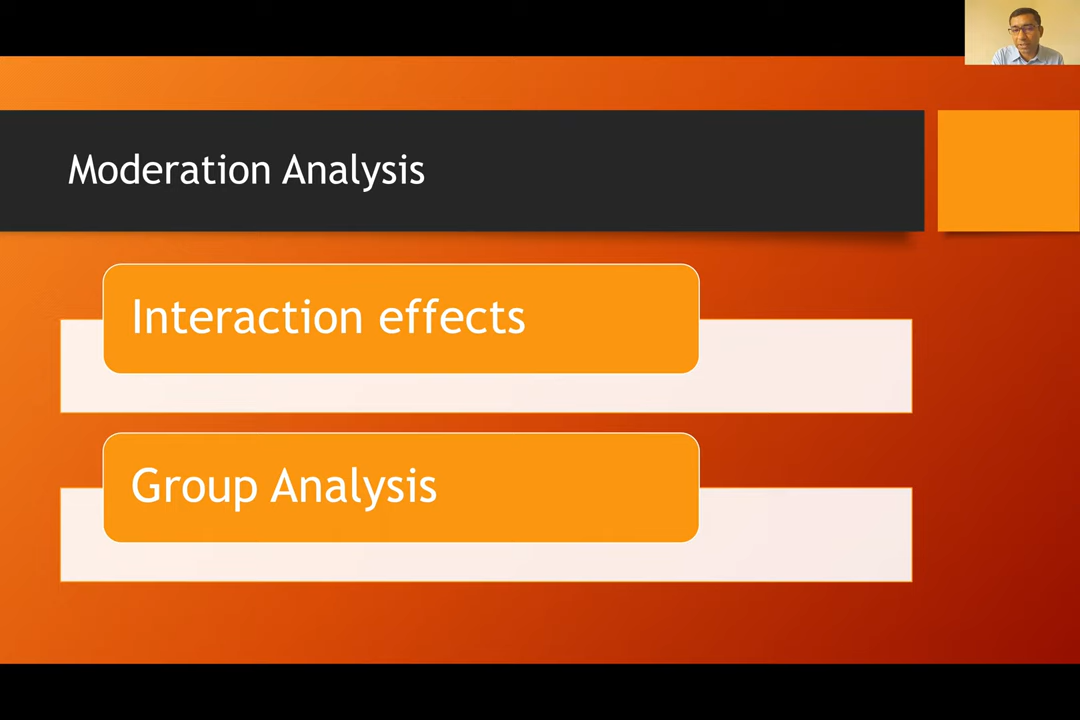 Moderation Analysis
Interaction effects
Group Analysis